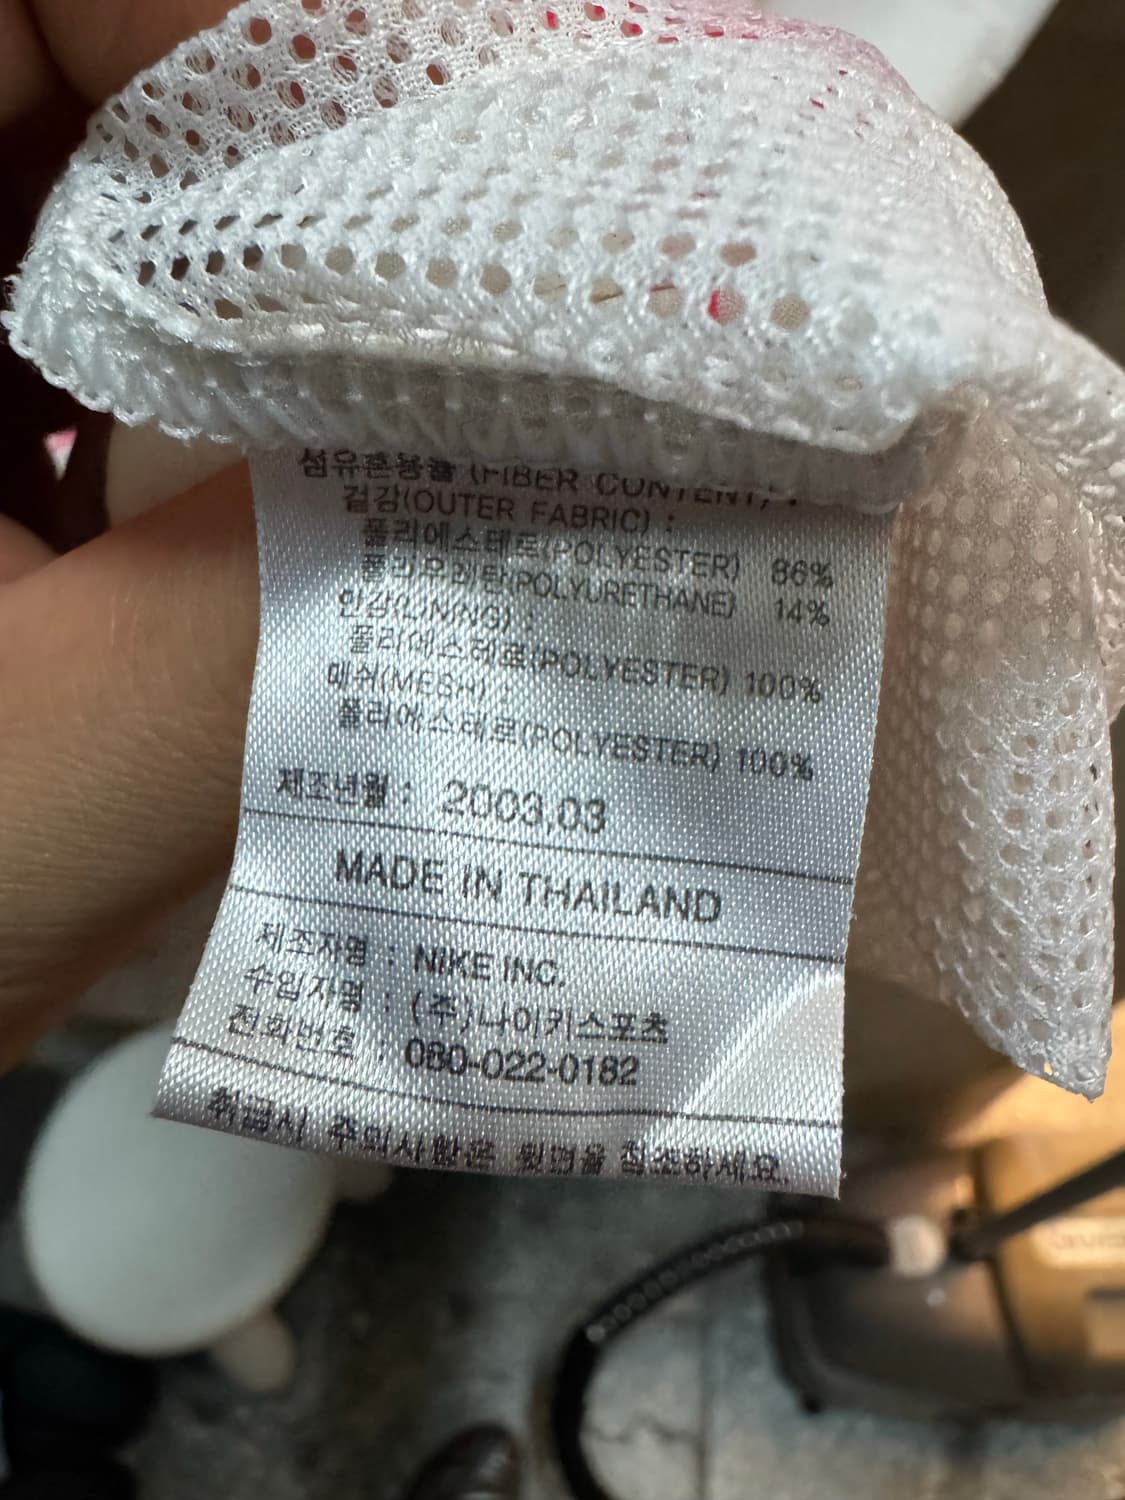 섬유혼용율 (FIBER CONTENT) :
겉감(OUTER FABRIC) :
폴리에스테르(POLYESTER) 86%
폴리우레탄(POLYURETHANE) 14%
안감(LINING) :
폴리에스테르(POLYESTER) 100%
매쉬(MESH) :
폴리에스테르(POLYESTER) 100%
제조년월 : 2003.03
MADE IN THAILAND
제조자명 : NIKE INC.
수입자명 : (주)나이키스포츠
전화번호 : 080-022-0182
취급시 주의사항은 뒷면을 참조하세요.